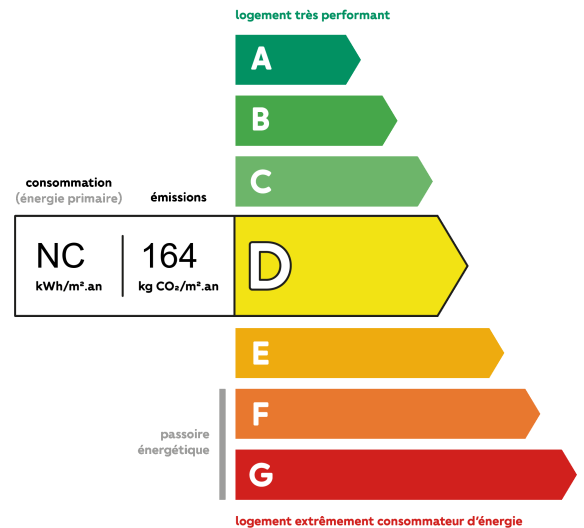 logement très performant
A
B
C
consommation
(énergie primaire)
émissions
NC
kWh/m².an
164
kg CO₂/m².an
D
E
F
passoire
énergétique
G
logement extrêmement consommateur d'énergie